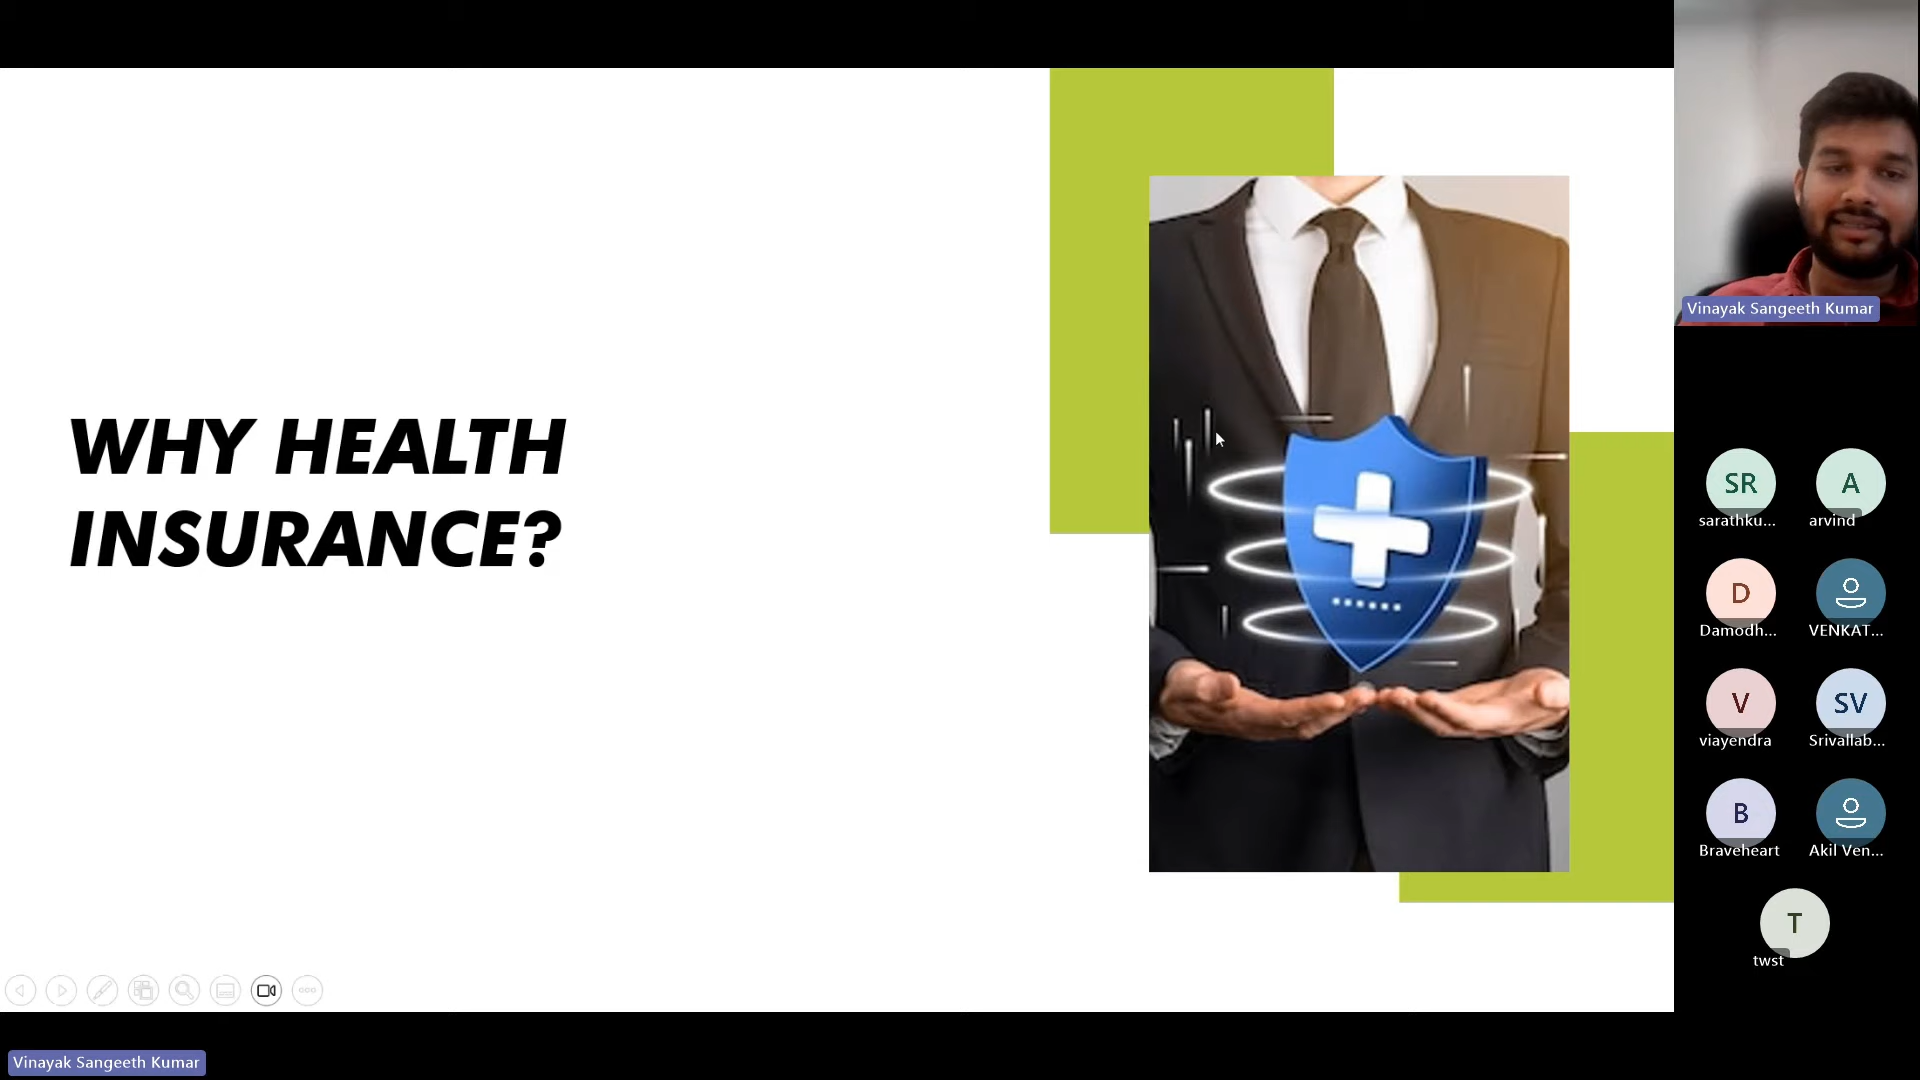 WHY HEALTH
INSURANCE?
Vinayak Sangeeth Kumar
SR
A
sarathku...
arvind
D
Damodh...
VENKAT...
V
SV
viayendra
Srivallab...
B
Braveheart
Akil Ven...
T
twst
Vinayak Sangeeth Kumar